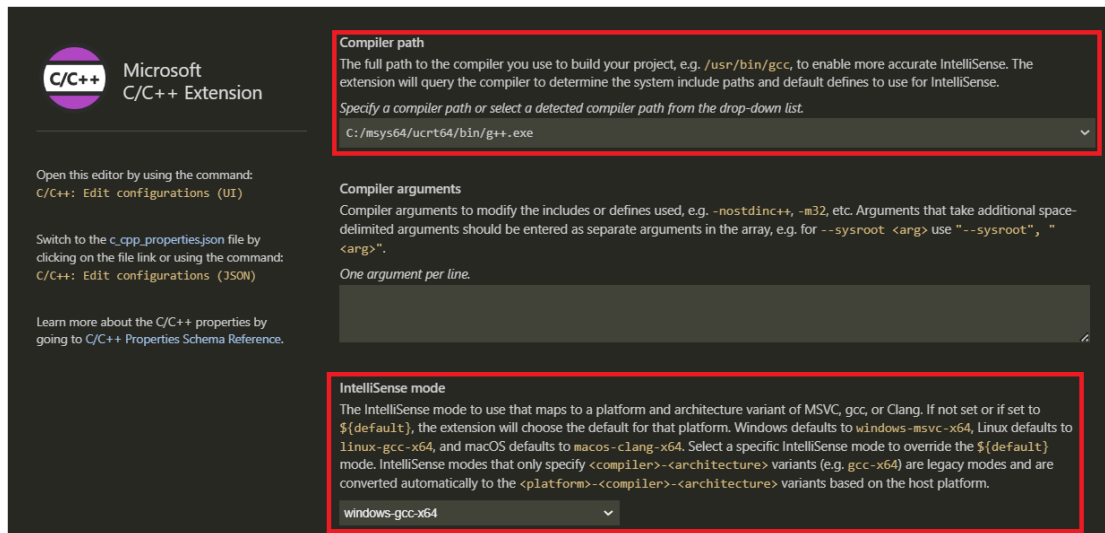 C/C++
Microsoft
C/C++ Extension
Open this editor by using the command:
C/C++: Edit configurations (UI)
Switch to the c_cpp_properties.json file by
clicking on the file link or using the command:
C/C++: Edit configurations (JSON)
Learn more about the C/C++ properties by
going to C/C++ Properties Schema Reference.
Compiler path
The full path to the compiler you use to build your project, e.g. /usr/bin/gcc, to enable more accurate IntelliSense. The
extension will query the compiler to determine the system include paths and default defines to use for IntelliSense.
Specify a compiler path or select a detected compiler path from the drop-down list.
C:/msys64/ucrt64/bin/g++.exe
Compiler arguments
Compiler arguments to modify the includes or defines used, e.g. -nostdinc++, -m32, etc. Arguments that take additional space-
delimited arguments should be entered as separate arguments in the array, e.g. for --sysroot <arg> use "--sysroot", "
<arg>".
One argument per line.
IntelliSense mode
The IntelliSense mode to use that maps to a platform and architecture variant of MSVC, gcc, or Clang. If not set or if set to
${default}, the extension will choose the default for that platform. Windows defaults to windows-msvc-x64, Linux defaults to
linux-gcc-x64, and macOS defaults to macos-clang-x64. Select a specific IntelliSense mode to override the ${default}
mode. IntelliSense modes that only specify <compiler>-<architecture> variants (e.g. gcc-x64) are legacy modes and are
converted automatically to the <platform>-<compiler>-<architecture> variants based on the host platform.
windows-gcc-x64